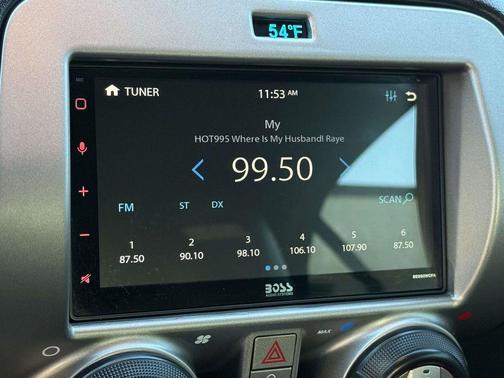 54°F
MIC
TUNER
11:53 AM
My
HOT995 Where Is My Husband! Raye
99.50
FM ST DX SCAN
1 2 3 4 5 6
87.50 90.10 98.10 106.10 107.90 87.50
BOSS
AUDIO SYSTEMS
MAX